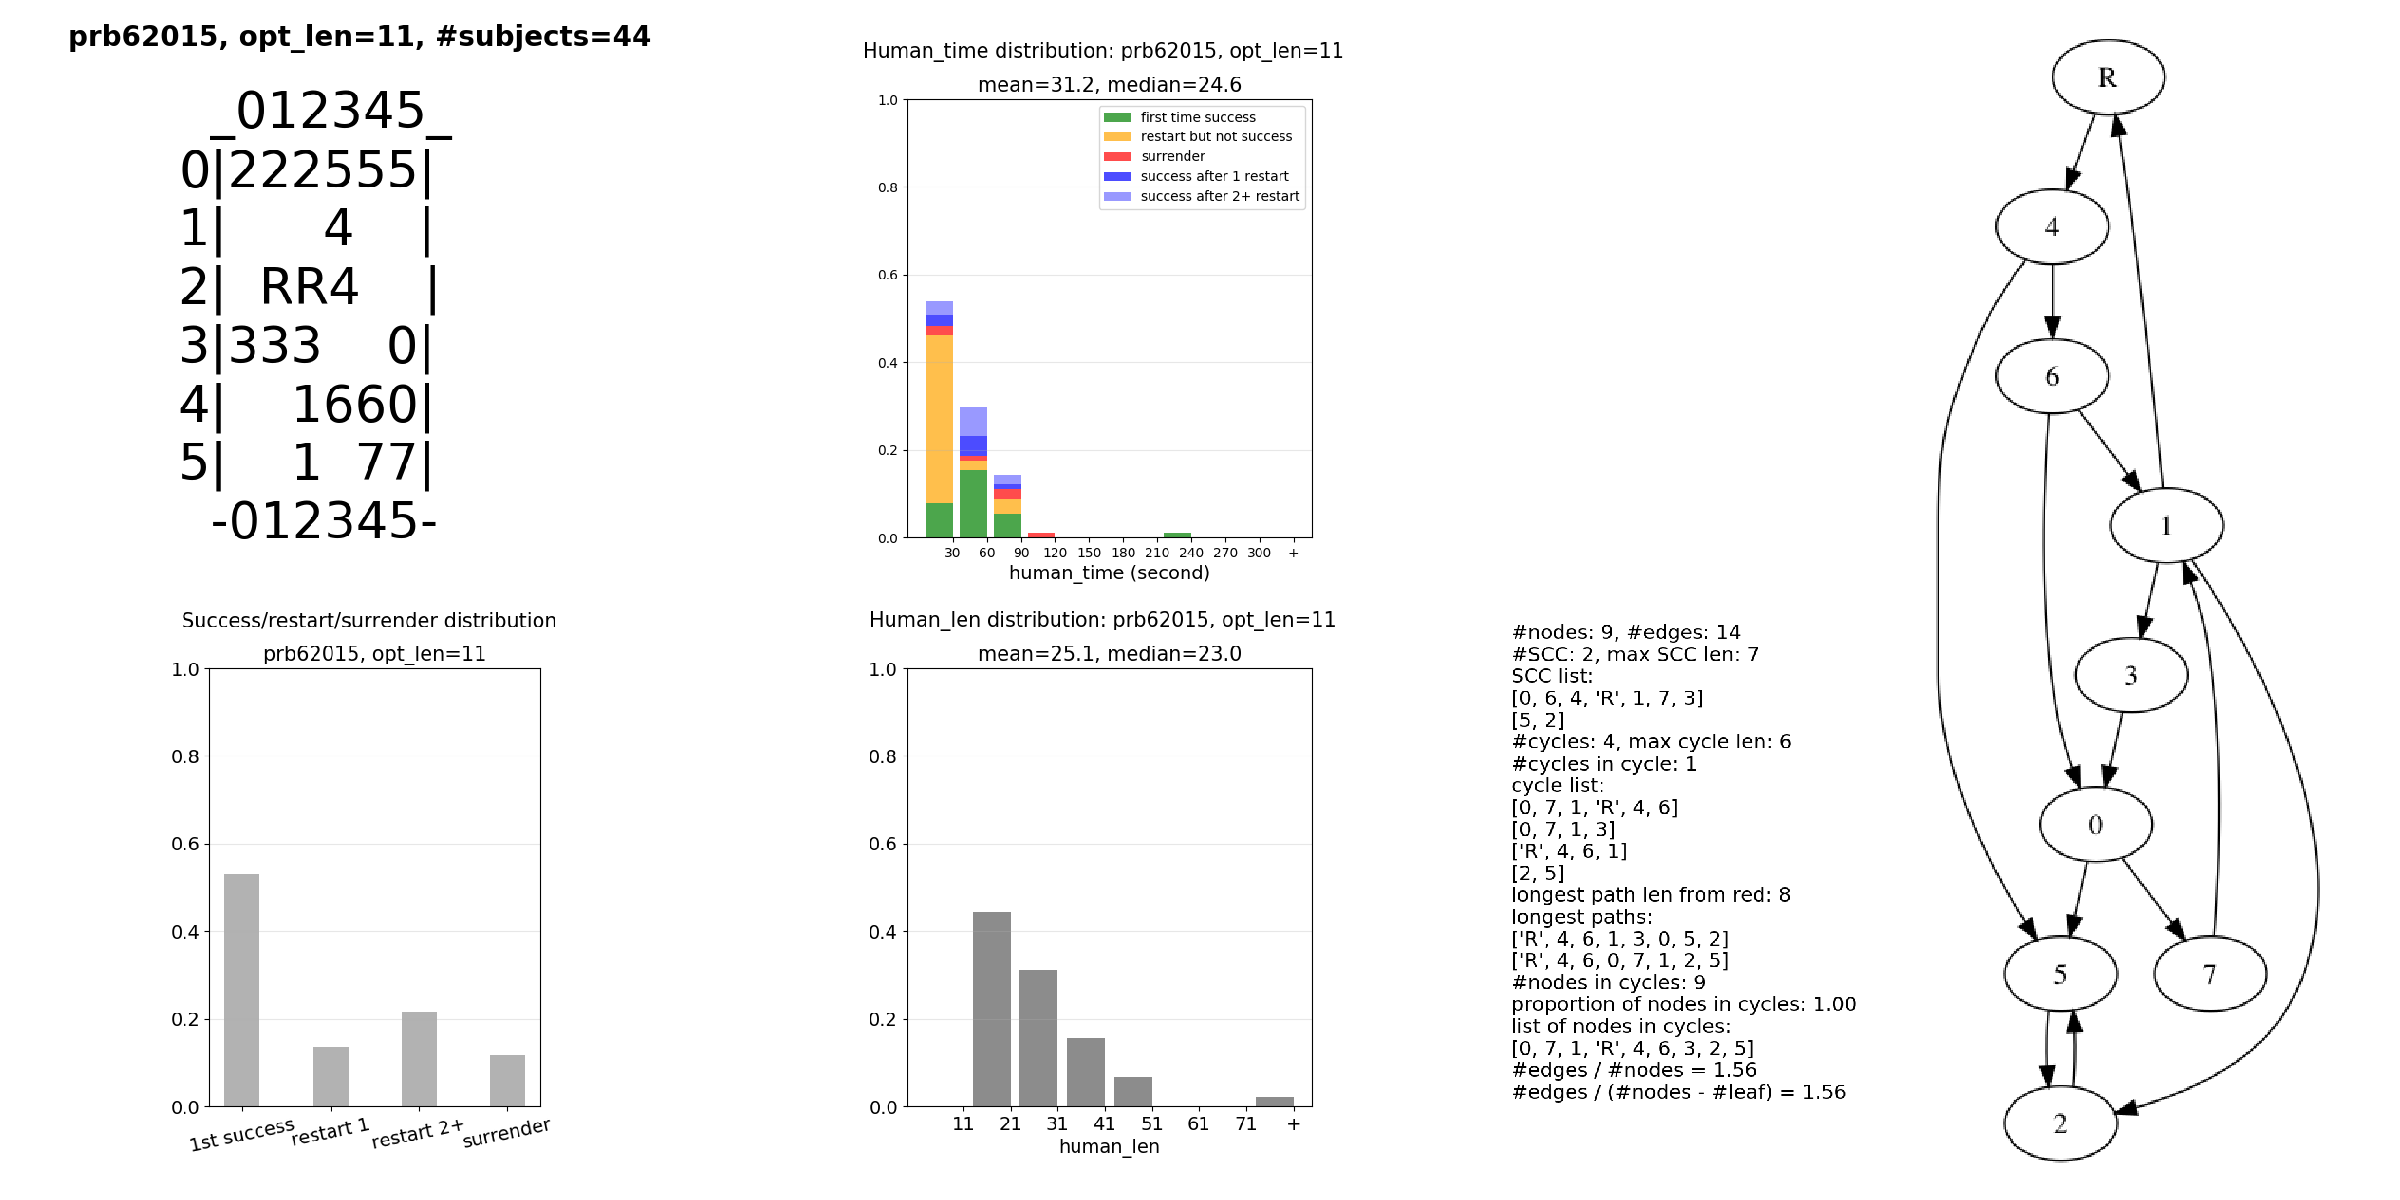 prb62015, opt_len=11, #subjects=44
_012345_
0|222555|
1|   4  |
2| RR4  |
3|333  0|
4|  1660|
5|  1 77|
-012345-
Human_time distribution: prb62015, opt_len=11
mean=31.2, median=24.6
1.0
0.8
0.6
0.4
0.2
0.0
first time success
restart but not success
surrender
success after 1 restart
success after 2+ restart
30 60 90 120 150 180 210 240 270 300 +
human_time (second)
Success/restart/surrender distribution
prb62015, opt_len=11
1.0
0.8
0.6
0.4
0.2
0.0
1st success restart 1 restart 2+ surrender
Human_len distribution: prb62015, opt_len=11
mean=25.1, median=23.0
1.0
0.8
0.6
0.4
0.2
0.0
11 21 31 41 51 61 71 +
human_len
#nodes: 9, #edges: 14
#SCC: 2, max SCC len: 7
SCC list:
[0, 6, 4, 'R', 1, 7, 3]
[5, 2]
#cycles: 4, max cycle len: 6
#cycles in cycle: 1
cycle list:
[0, 7, 1, 'R', 4, 6]
[0, 7, 1, 3]
['R', 4, 6, 1]
[2, 5]
longest path len from red: 8
longest paths:
['R', 4, 6, 1, 3, 0, 5, 2]
['R', 4, 6, 0, 7, 1, 2, 5]
#nodes in cycles: 9
proportion of nodes in cycles: 1.00
list of nodes in cycles:
[0, 7, 1, 'R', 4, 6, 3, 2, 5]
#edges / #nodes = 1.56
#edges / (#nodes - #leaf) = 1.56
R
4
6
1
3
0
5 7
2